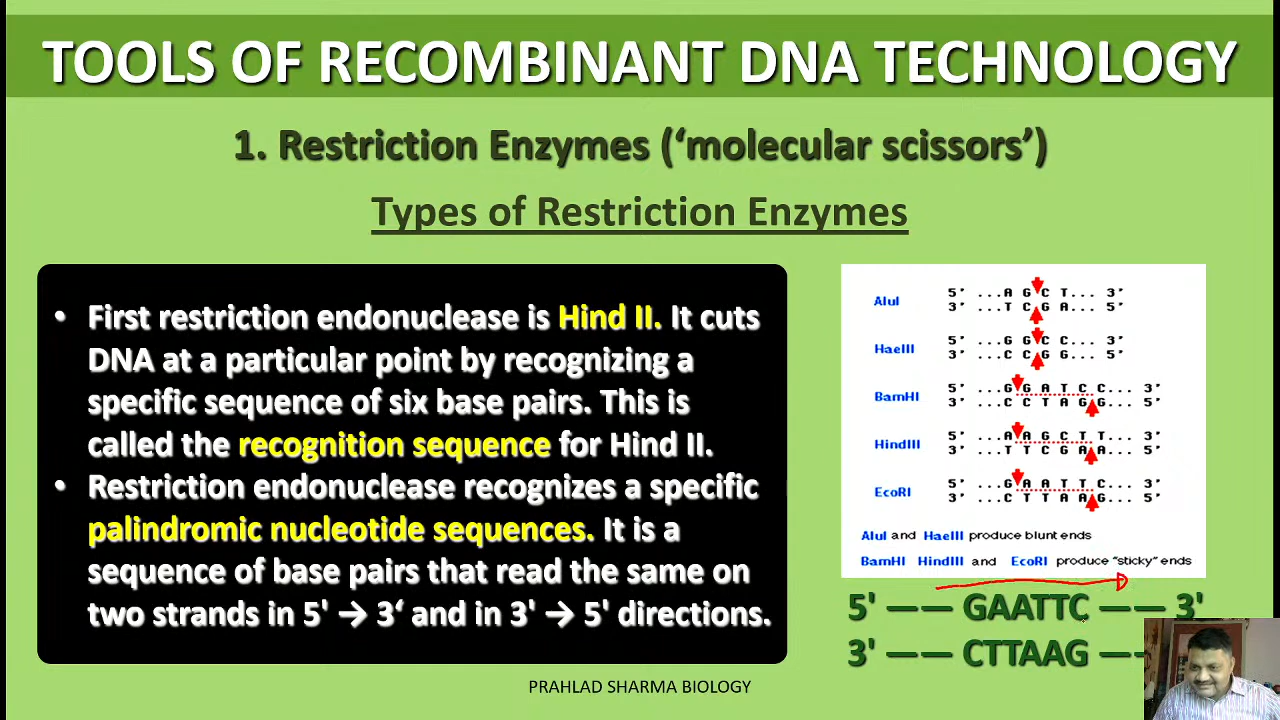 TOOLS OF RECOMBINANT DNA TECHNOLOGY
1. Restriction Enzymes (‘molecular scissors’)
Types of Restriction Enzymes
• First restriction endonuclease is Hind II. It cuts
DNA at a particular point by recognizing a
specific sequence of six base pairs. This is
called the recognition sequence for Hind II.
• Restriction endonuclease recognizes a specific
palindromic nucleotide sequences. It is a
sequence of base pairs that read the same on
two strands in 5' → 3‘ and in 3' → 5' directions.
AluI 5' ...A G C T... 3'
3' ...T C G A... 5'
HaeIII 5' ...G G C C... 3'
3' ...C C G G... 5'
BamHI 5' ...G G A T C C... 3'
3' ...C C T A G G... 5'
HindIII 5' ...A A G C T T... 3'
3' ...T T C G A A... 5'
EcoRI 5' ...G A A T T C... 3'
3' ...C T T A A G... 5'
AluI and HaeIII produce blunt ends
BamHI HindIII and EcoRI produce "sticky" ends
5' —— GAATTC —— 3'
3' —— CTTAAG —
PRAHLAD SHARMA BIOLOGY